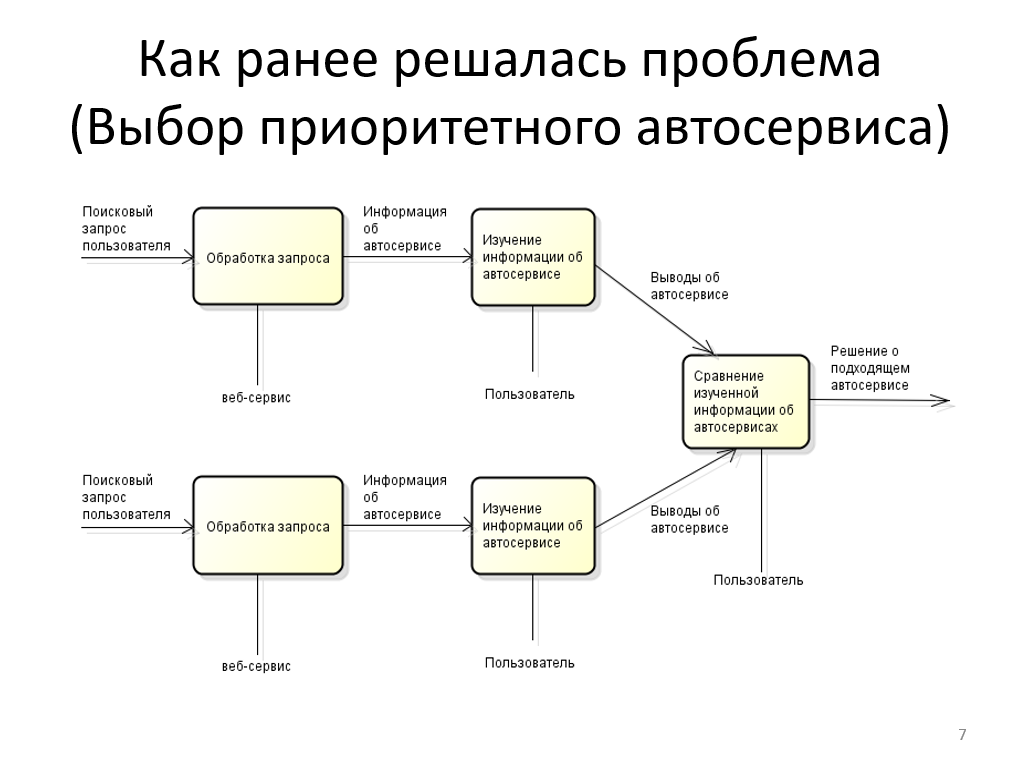 Как ранее решалась проблема
(Выбор приоритетного автосервиса)
Поисковый
запрос
пользователя
Обработка запроса
веб-сервис
Информация
об
автосервисе
Изучение
информации об
автосервисе
Пользователь
Выводы об
автосервисе
Сравнение
изученной
информации об
автосервисах
Решение о
подходящем
автосервисе
Поисковый
запрос
пользователя
Обработка запроса
веб-сервис
Информация
об
автосервисе
Изучение
информации об
автосервисе
Пользователь
Выводы об
автосервисе
Пользователь
7